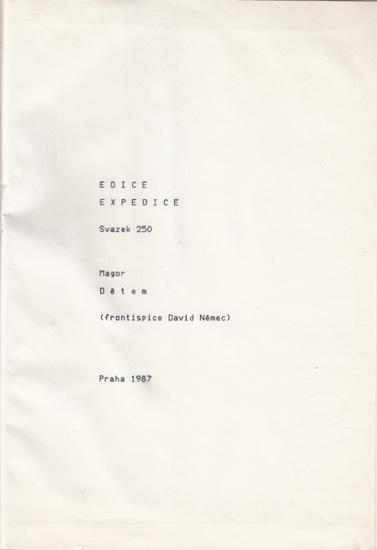 E D I C E
E X P E D I C E
Svazek 250
Magor
D ě t e m
(frontispice David Němec)
Praha 1987